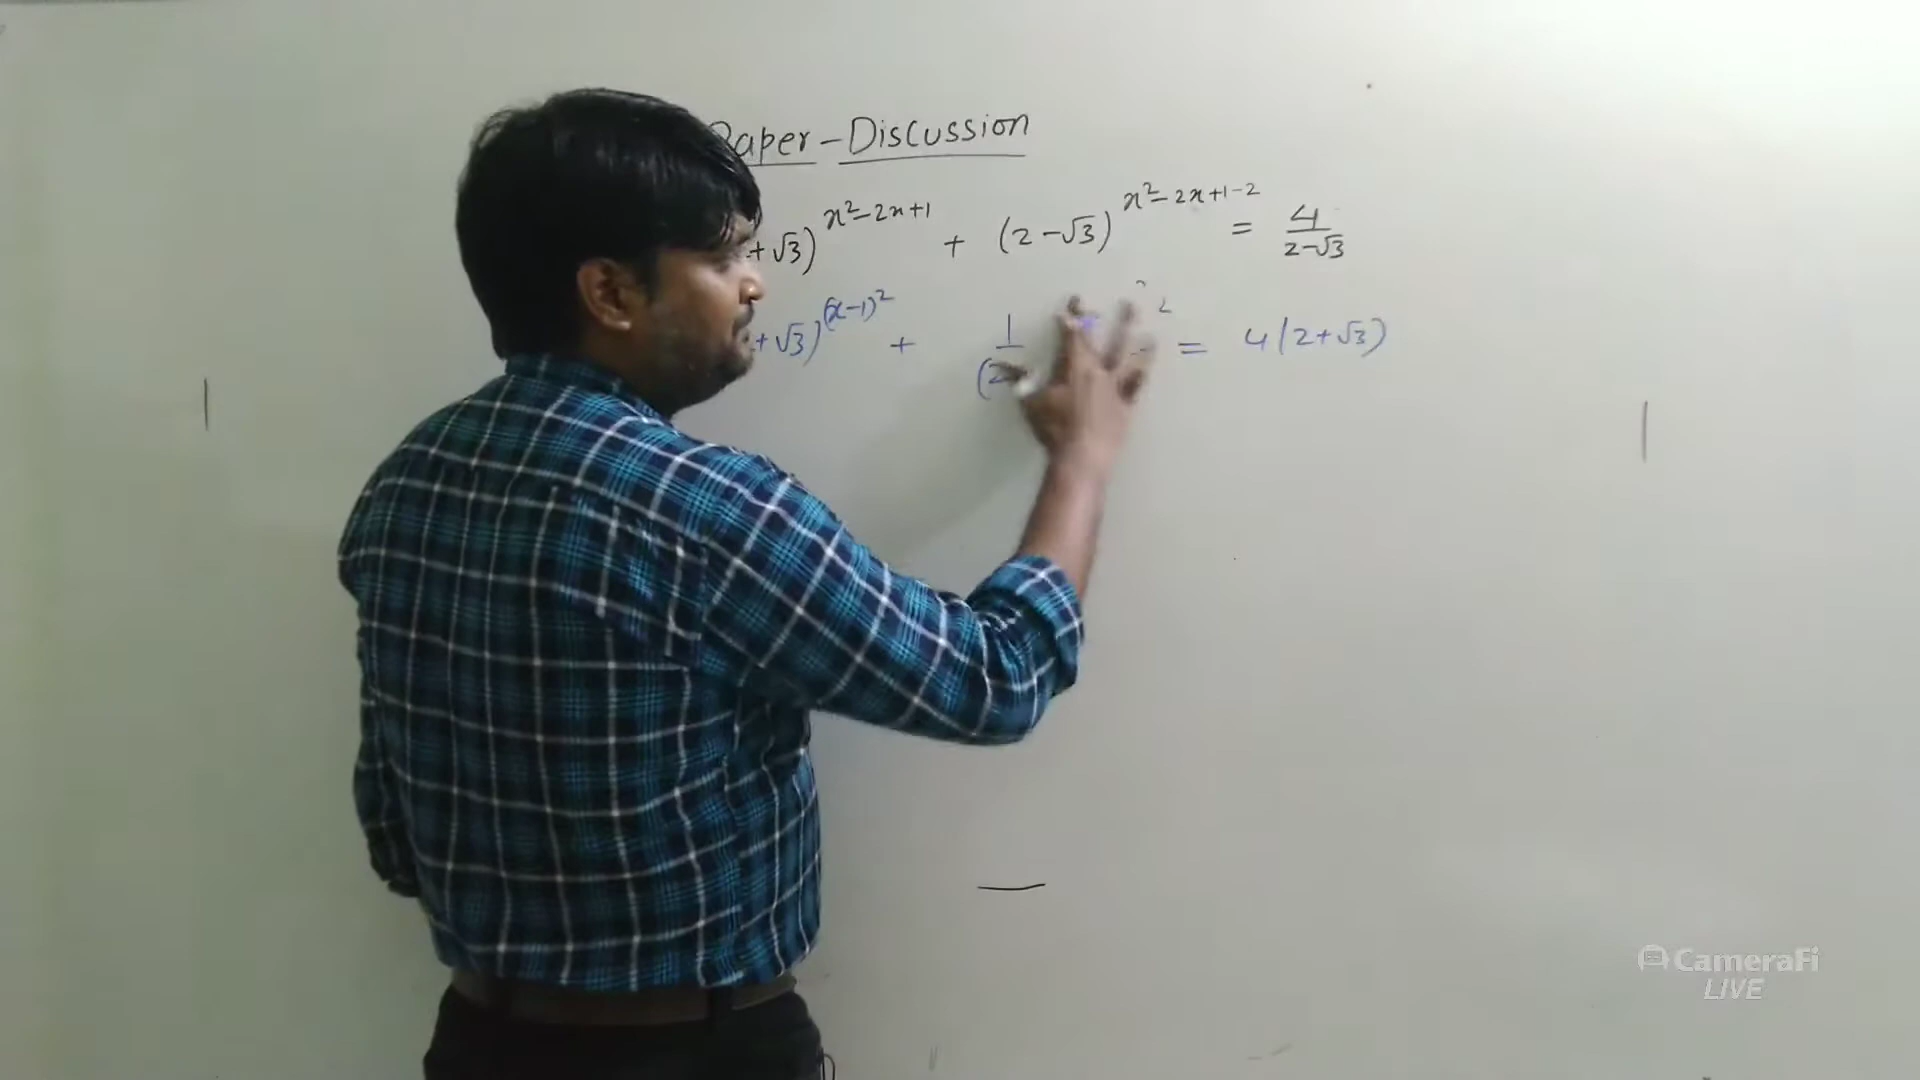 Paper-Discussion
+√3)^(x²-2x+1) + (2-√3)^(x²-2x+1-2) = 4/(2-√3)
+√3)^((x-1)²) + 1/(2 = 4(2+√3)
CameraFi
LIVE